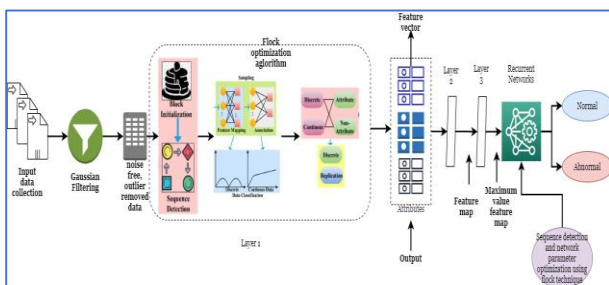 Input
data
collection
Gaussian
Filtering
noise
free,
outlier
removed
data
Flock
optimization
aglorithm
Block
Initialization
Sequence Detection
Sampling
Feature Mapping
Association
Discrete
Continuous Data
Data Classification
Discrete
Attribute
Continuous
Non-
Attribute
Discrete
Replication
Layer 1
Feature
vector
Attributes
Output
Layer
2
Layer
3
Feature
map
Maximum
value
feature
map
Recurrent
Networks
Normal
Abnormal
Sequence detection
and network
parameter
optimization using
flock technique